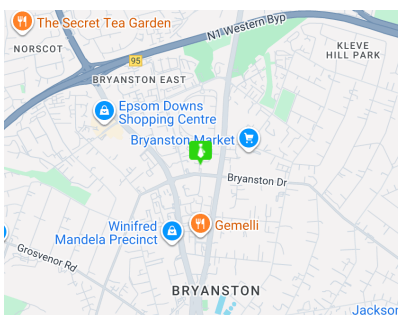 The Secret Tea Garden
N1 Western Byp
NORSCOT
KLEVE
HILL PARK
95
BRYANSTON EAST
Epsom Downs
Shopping Centre
Bryanston Market
Bryanston Dr
Winifred
Mandela Precinct
Gemelli
Grosvenor Rd
BRYANSTON
Jackso